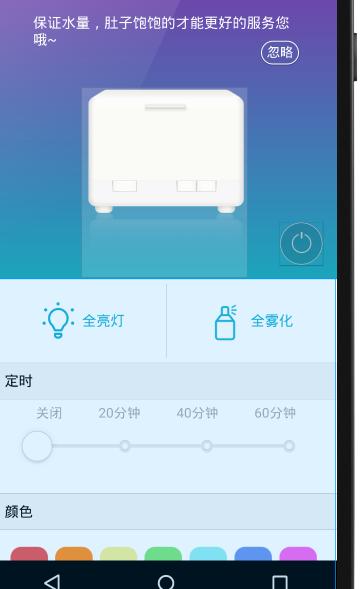 保证水量，肚子饱饱的才能更好的服务您
哦~
忽略
全亮灯
全雾化
定时
关闭 20分钟 40分钟 60分钟
颜色